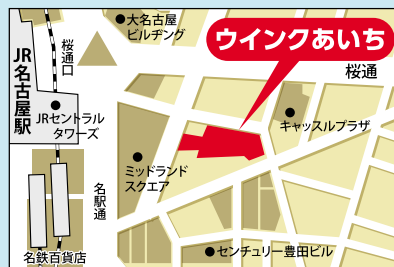 大名古屋
ビルヂング
ウインクあいち
桜通口
桜通
JR名古屋駅
JRセントラル
タワーズ
キャッスルプラザ
ミッドランド
スクエア
名駅通
名鉄百貨店
センチュリー豊田ビル